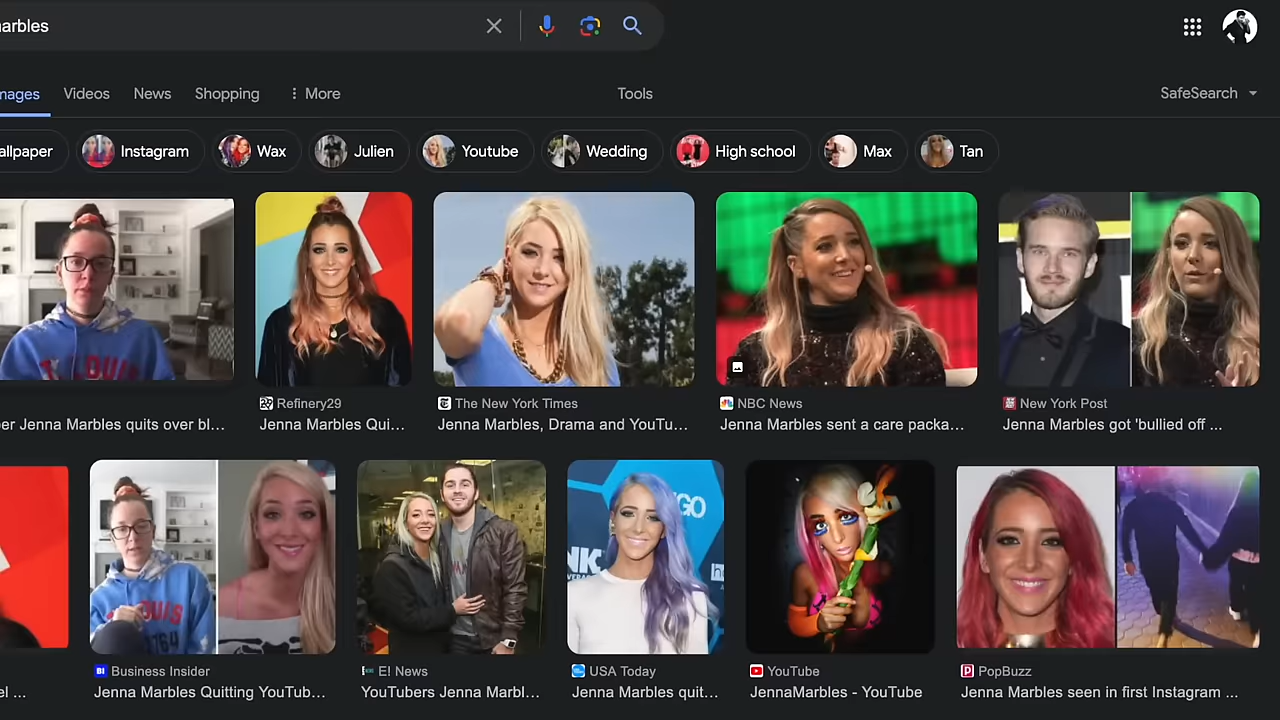 arbles
mages
Videos
News
Shopping
More
Tools
SafeSearch
allpaper
Instagram
Wax
Julien
Youtube
Wedding
High school
Max
Tan
Refinery29
The New York Times
NBC News
New York Post
er Jenna Marbles quits over bl...
Jenna Marbles Qui...
Jenna Marbles, Drama and YouTu...
Jenna Marbles sent a care packa...
Jenna Marbles got 'bullied off ...
Business Insider
E! News
USA Today
YouTube
PopBuzz
el ...
Jenna Marbles Quitting YouTub...
YouTubers Jenna Marbl...
Jenna Marbles quit...
JennaMarbles - YouTube
Jenna Marbles seen in first Instagram ...